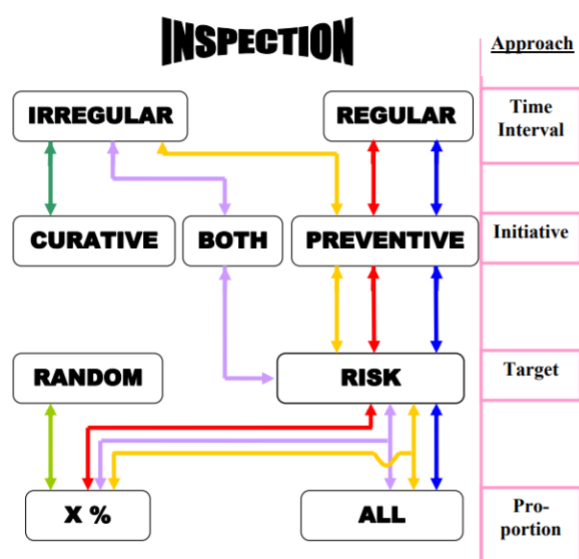 INSPECTION
Approach
IRREGULAR
REGULAR
Time
Interval
CURATIVE
BOTH
PREVENTIVE
Initiative
RANDOM
RISK
Target
X %
ALL
Pro-
portion